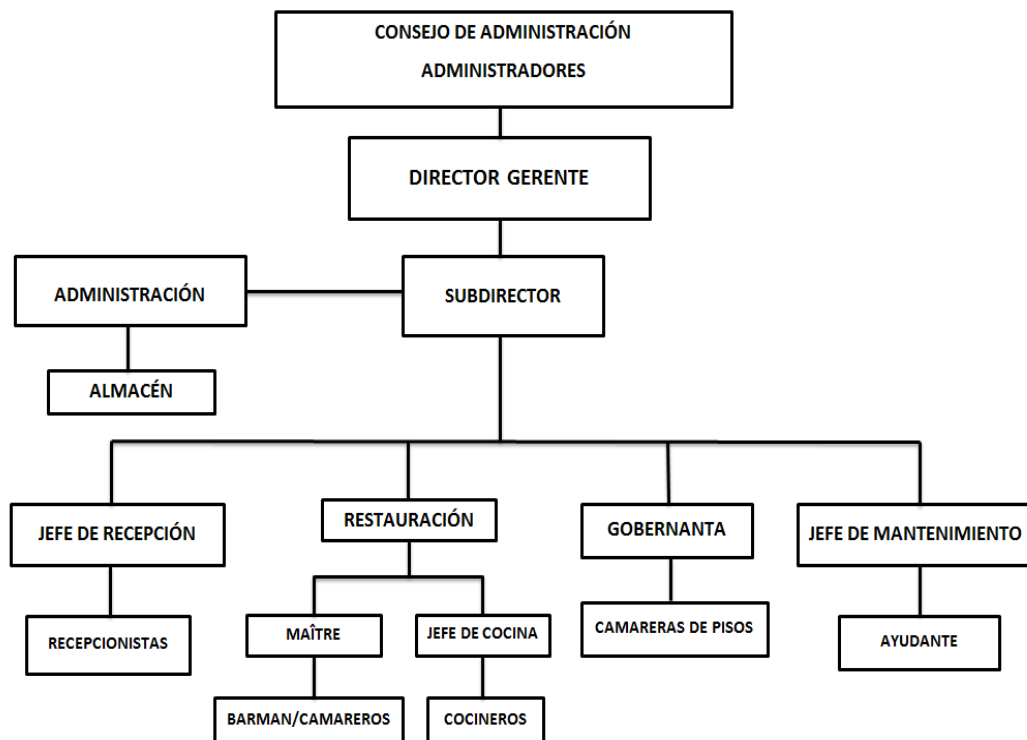 CONSEJO DE ADMINISTRACIÓN
ADMINISTRADORES
DIRECTOR GERENTE
ADMINISTRACIÓN
SUBDIRECTOR
ALMACÉN
JEFE DE RECEPCIÓN
RESTAURACIÓN
GOBERNANTA
JEFE DE MANTENIMIENTO
RECEPCIONISTAS
MAÎTRE
JEFE DE COCINA
CAMARERAS DE PISOS
AYUDANTE
BARMAN/CAMAREROS
COCINEROS